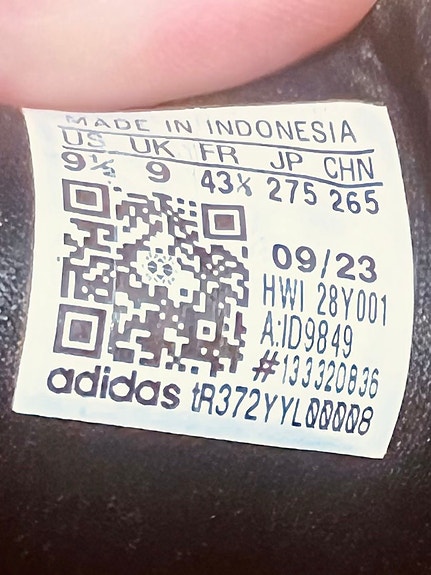 MADE IN INDONESIA
US UK FR JP CHN
9½ 9 43⅓ 275 265
09/23
HWI 28Y001
A:ID9849
#133320836
adidas tR372YYL00008